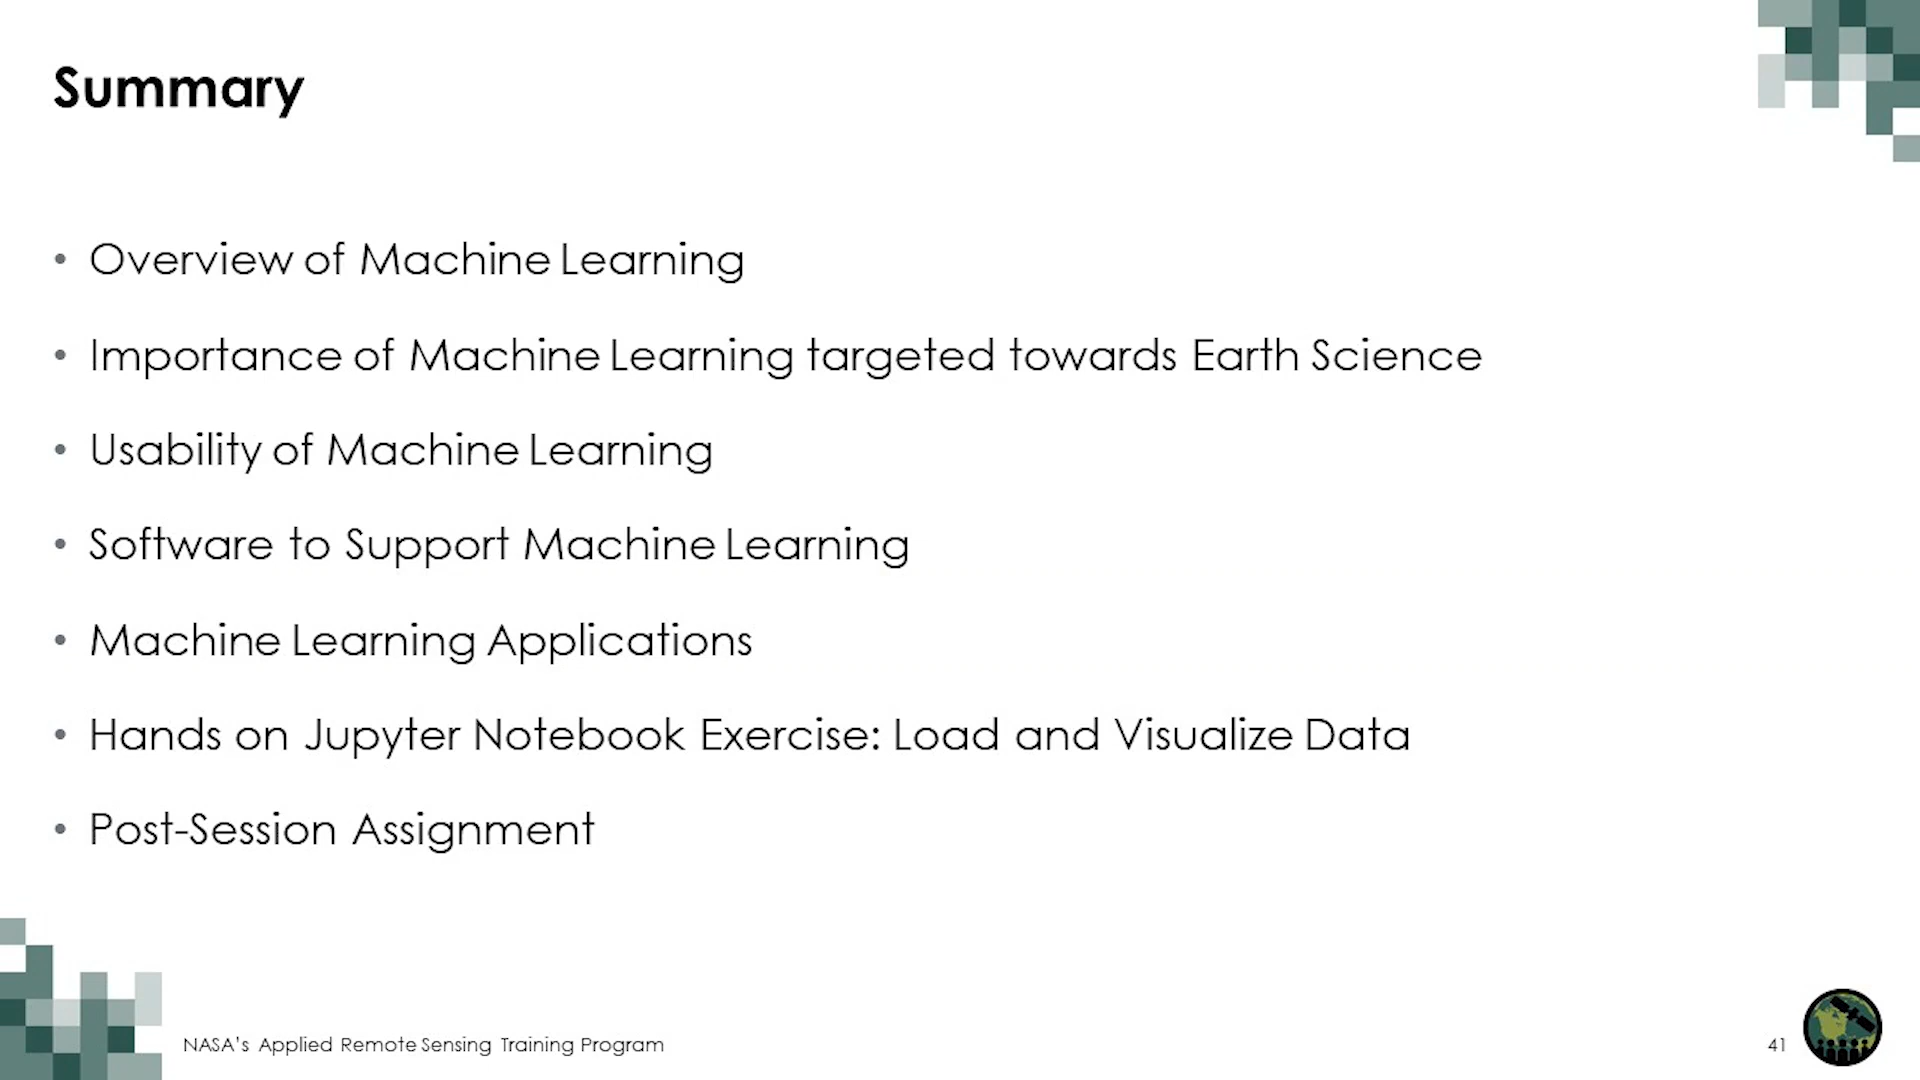 Summary
• Overview of Machine Learning
• Importance of Machine Learning targeted towards Earth Science
• Usability of Machine Learning
• Software to Support Machine Learning
• Machine Learning Applications
• Hands on Jupyter Notebook Exercise: Load and Visualize Data
• Post-Session Assignment
NASA's Applied Remote Sensing Training Program
41